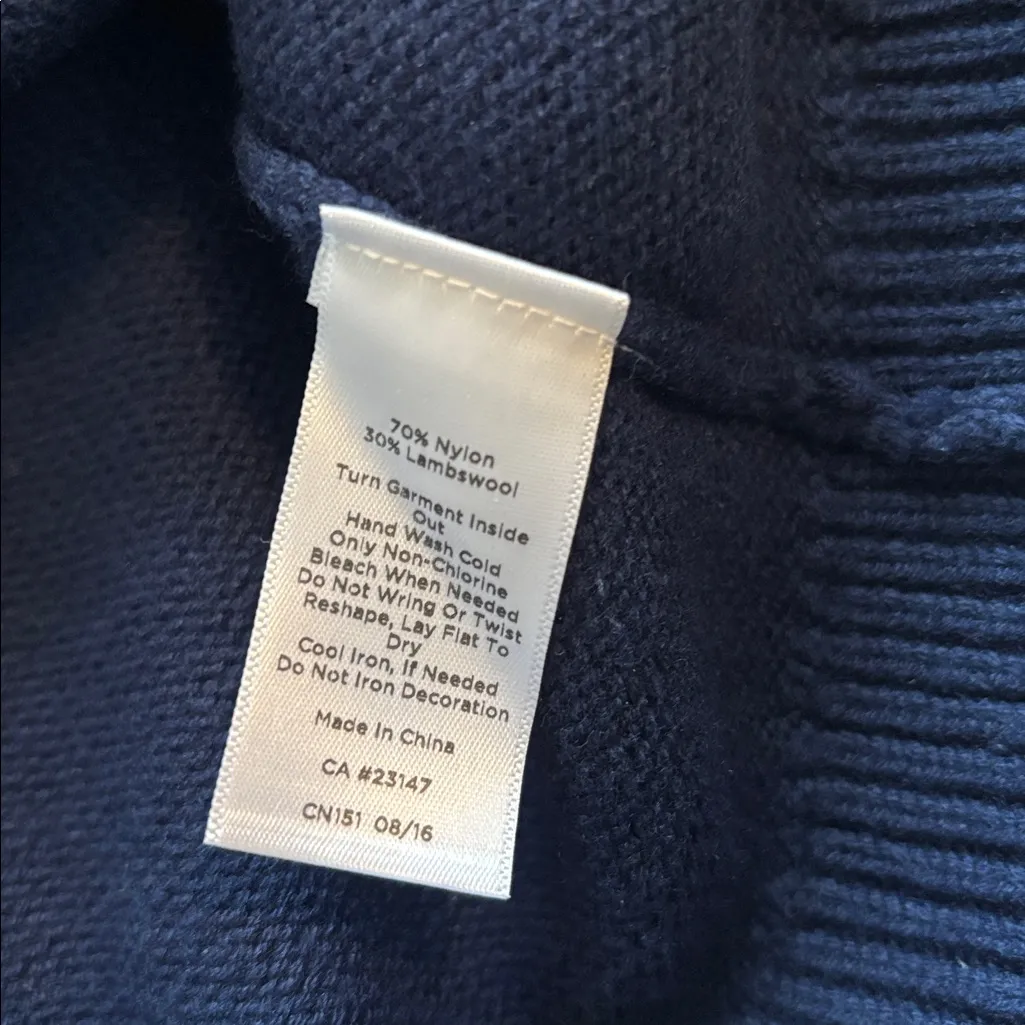 70% Nylon
30% Lambswool
Turn Garment Inside
Out
Hand Wash Cold
Only Non-Chlorine
Bleach When Needed
Do Not Wring Or Twist
Reshape, Lay Flat To
Dry
Cool Iron, If Needed
Do Not Iron Decoration
Made In China
CA #23147
CN151 08/16